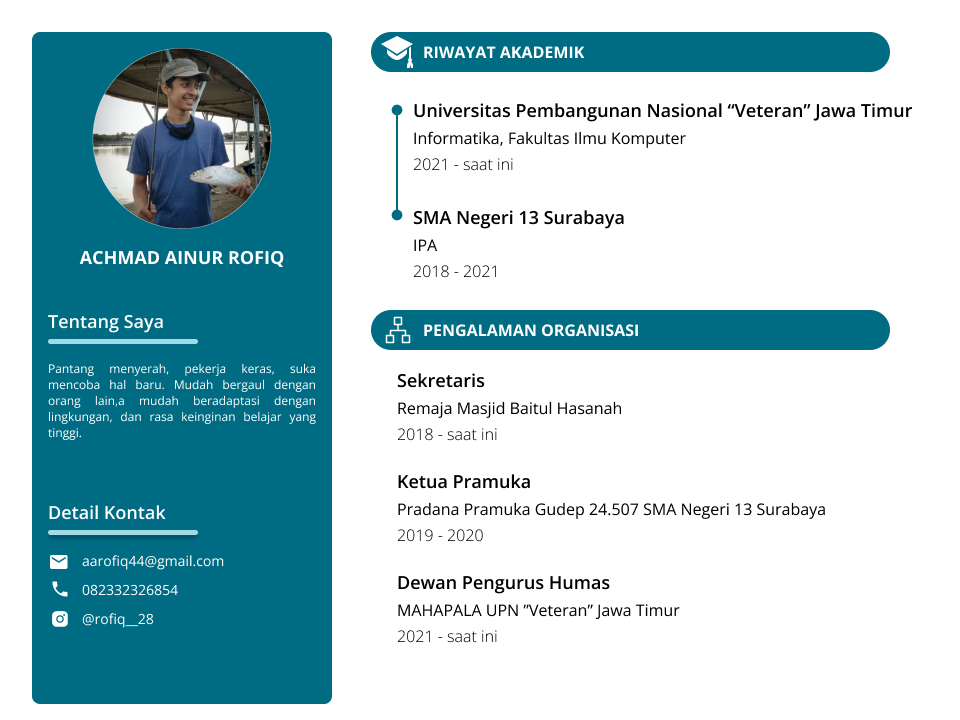 ACHMAD AINUR ROFIQ
Tentang Saya
Pantang menyerah, pekerja keras, suka
mencoba hal baru. Mudah bergaul dengan
orang lain,a mudah beradaptasi dengan
lingkungan, dan rasa keinginan belajar yang
tinggi.
Detail Kontak
aarofiq44@gmail.com
082332326854
@rofiq__28
RIWAYAT AKADEMIK
Universitas Pembangunan Nasional “Veteran” Jawa Timur
Informatika, Fakultas Ilmu Komputer
2021 - saat ini
SMA Negeri 13 Surabaya
IPA
2018 - 2021
PENGALAMAN ORGANISASI
Sekretaris
Remaja Masjid Baitul Hasanah
2018 - saat ini
Ketua Pramuka
Pradana Pramuka Gudep 24.507 SMA Negeri 13 Surabaya
2019 - 2020
Dewan Pengurus Humas
MAHAPALA UPN ”Veteran” Jawa Timur
2021 - saat ini